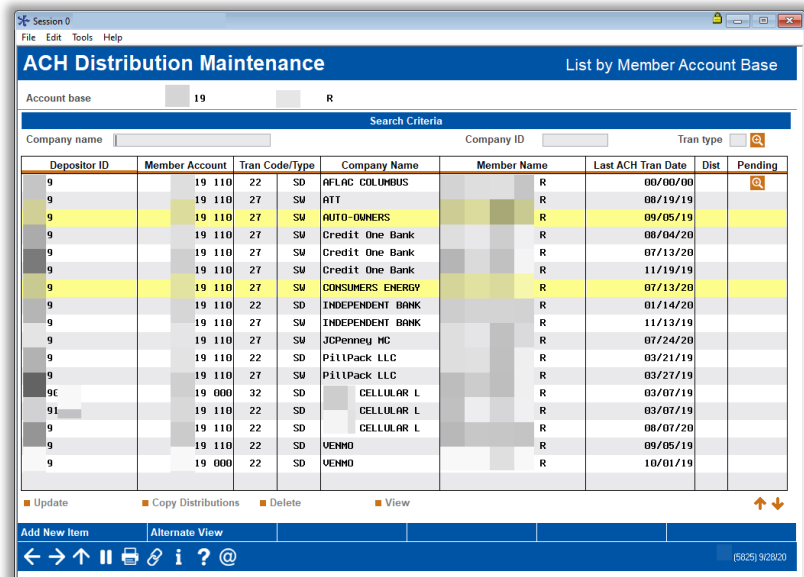 Session 0
File Edit Tools Help
ACH Distribution Maintenance List by Member Account Base
Account base 19 R
Search Criteria
Company name Company ID Tran type
Depositor ID Member Account Tran Code/Type Company Name Member Name Last ACH Tran Date Dist Pending
9 19 110 22 SD AFLAC COLUMBUS R 00/00/00
9 19 110 27 SW ATT R 08/19/19
9 19 110 27 SW AUTO-OWNERS R 09/05/19
9 19 110 27 SW Credit One Bank R 08/04/20
9 19 110 27 SW Credit One Bank R 07/13/20
9 19 110 27 SW Credit One Bank R 11/19/19
9 19 110 27 SW CONSUMERS ENERGY R 07/13/20
9 19 110 22 SD INDEPENDENT BANK R 01/14/20
9 19 110 27 SW INDEPENDENT BANK R 11/13/19
9 19 110 27 SW JCPenney MC R 07/24/20
9 19 110 22 SD PillPack LLC R 03/21/19
9 19 110 27 SW PillPack LLC R 03/27/19
9E 19 000 32 SD CELLULAR L R 03/07/19
91 19 110 22 SD CELLULAR L R 03/07/19
9 19 110 22 SD CELLULAR L R 08/07/20
9 19 110 22 SD VENMO R 09/05/19
9 19 000 22 SD VENMO R 10/01/19
Update Copy Distributions Delete View
Add New Item Alternate View
(5825) 9/28/20